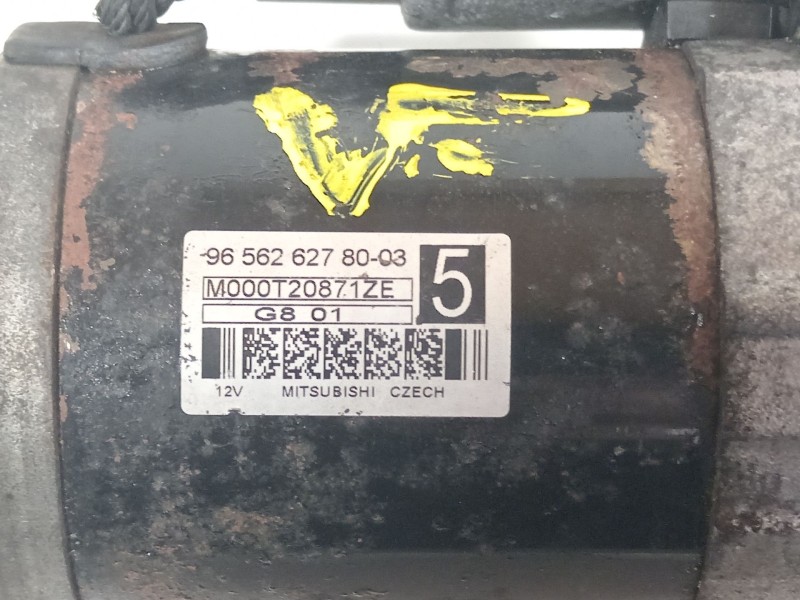 96 562 627 80-03
5
M000T20871ZE
G8 01
12V MITSUBISHI CZECH